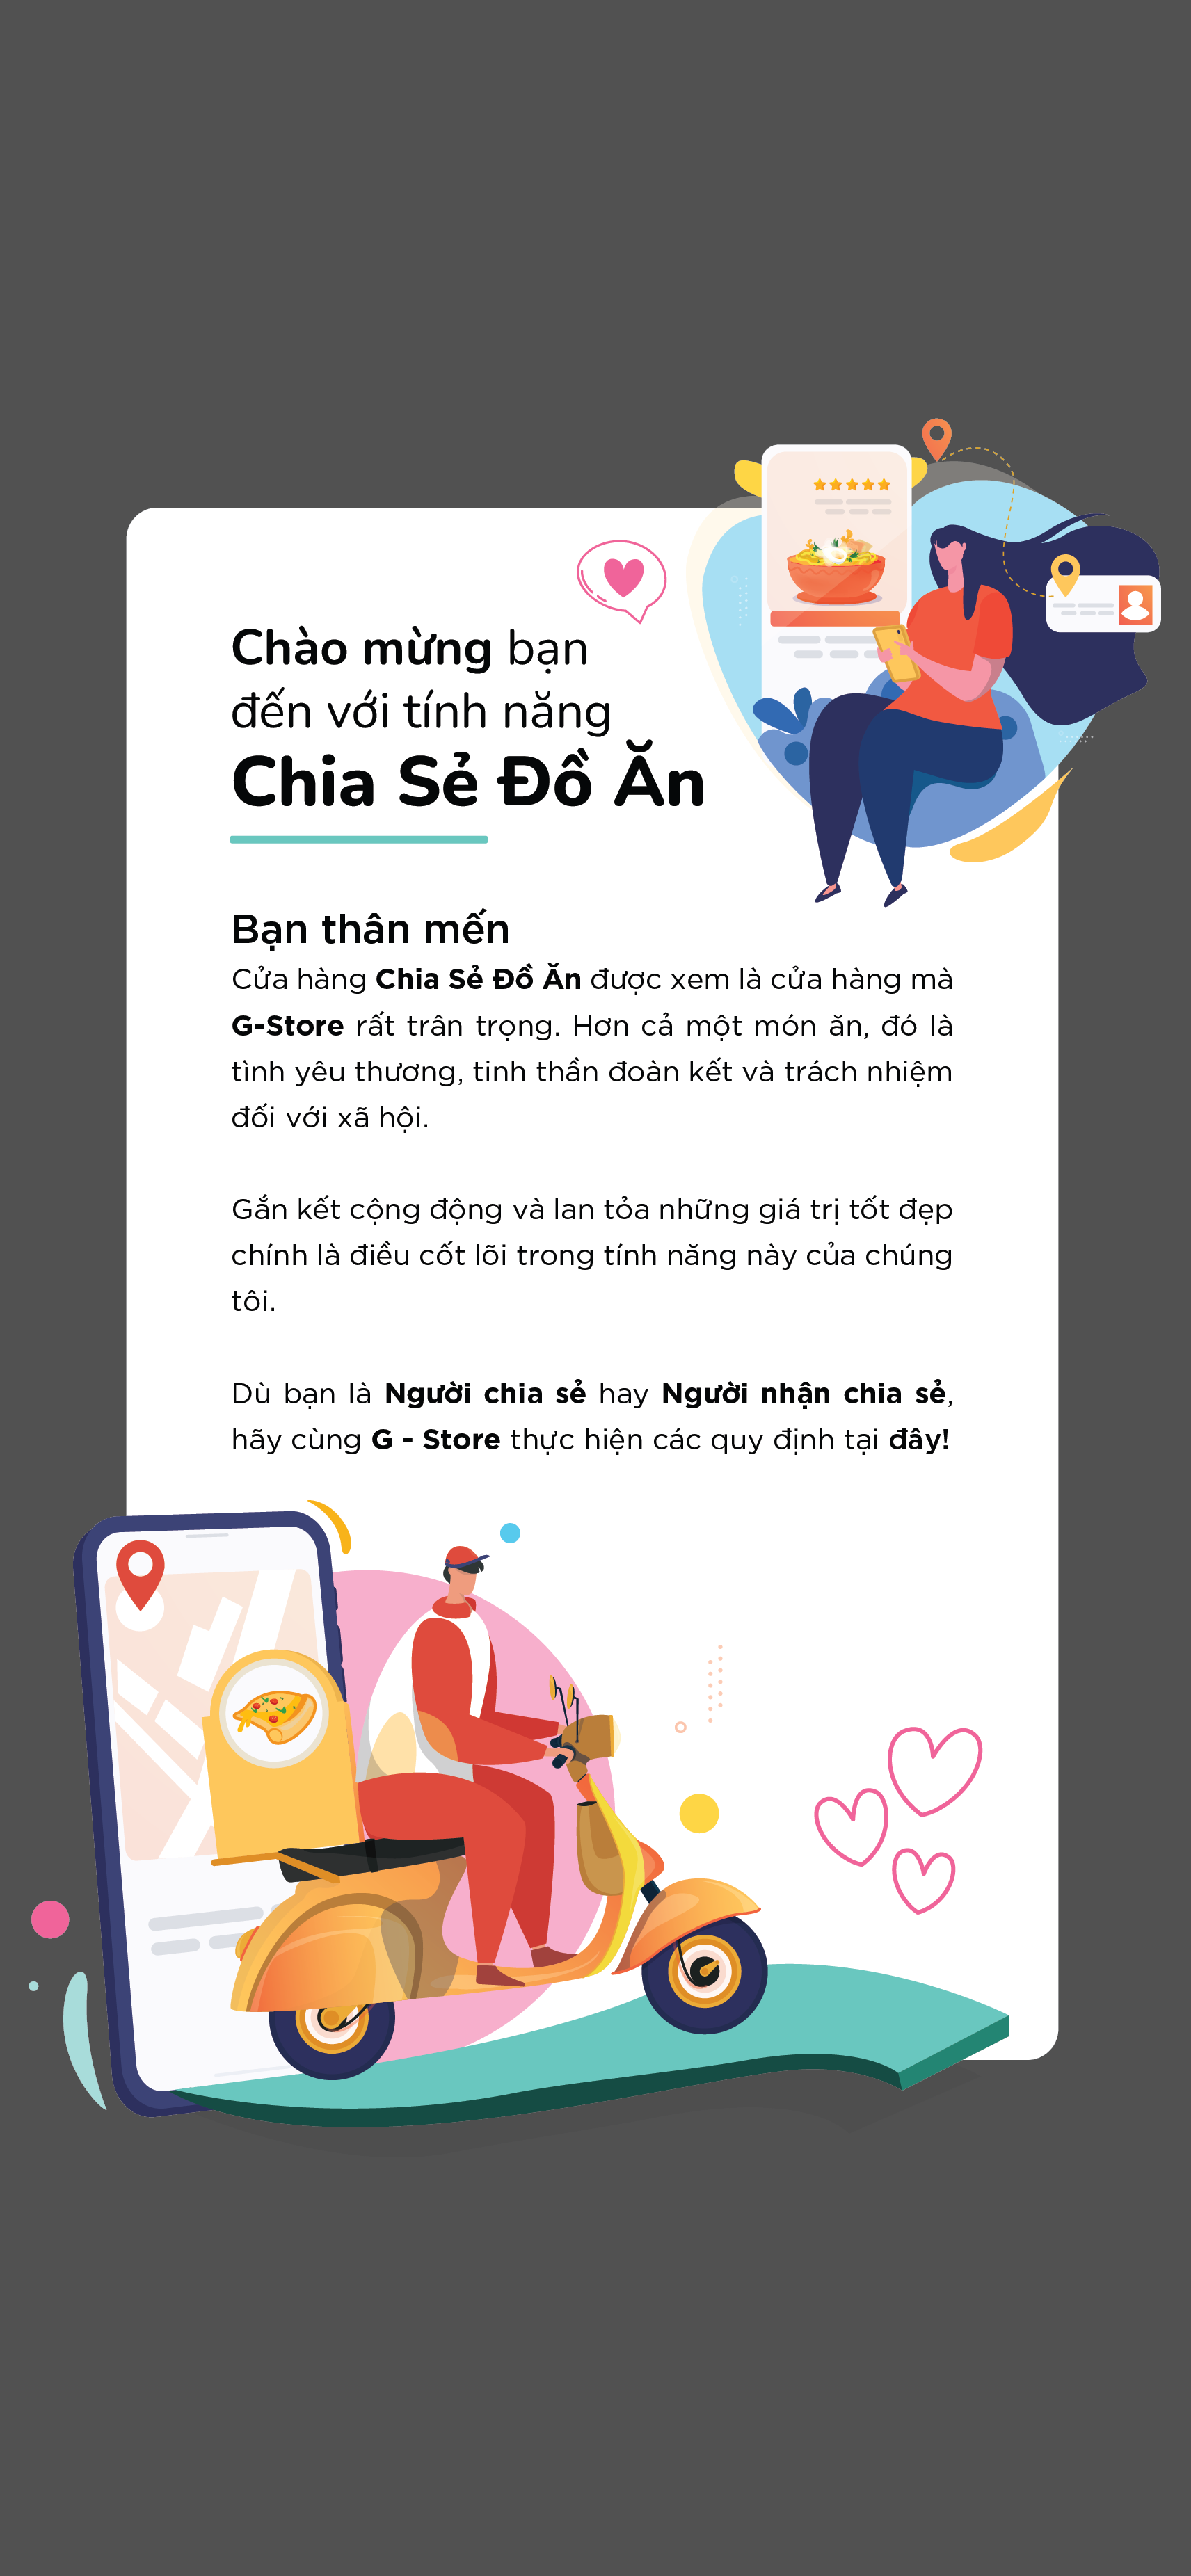 Chào mừng bạn
đến với tính năng
Chia Sẻ Đồ Ăn
Bạn thân mến
Cửa hàng Chia Sẻ Đồ Ăn được xem là cửa hàng mà
G-Store rất trân trọng. Hơn cả một món ăn, đó là
tình yêu thương, tinh thần đoàn kết và trách nhiệm
đối với xã hội.
Gắn kết cộng động và lan tỏa những giá trị tốt đẹp
chính là điều cốt lõi trong tính năng này của chúng
tôi.
Dù bạn là Người chia sẻ hay Người nhận chia sẻ,
hãy cùng G - Store thực hiện các quy định tại đây!